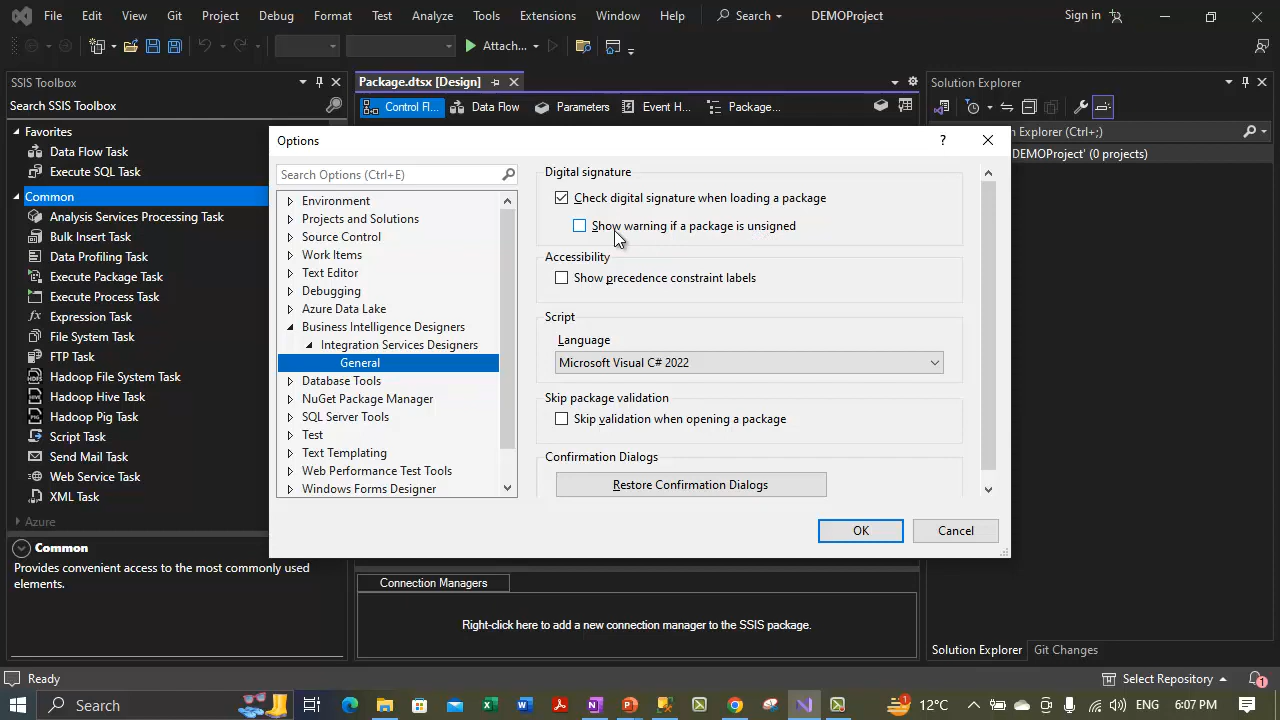 File Edit View Git Project Debug Format Test Analyze Tools Extensions Window Help Search DEMOProject Sign in
Attach...
SSIS Toolbox
Search SSIS Toolbox
Favorites
Data Flow Task
Execute SQL Task
Common
Analysis Services Processing Task
Bulk Insert Task
Data Profiling Task
Execute Package Task
Execute Process Task
Expression Task
File System Task
FTP Task
Hadoop File System Task
Hadoop Hive Task
Hadoop Pig Task
Script Task
Send Mail Task
Web Service Task
XML Task
Azure
Common
Provides convenient access to the most commonly used
elements.
Package.dtsx [Design]
Control Fl... Data Flow Parameters Event H... Package...
Options
Search Options (Ctrl+E)
Environment
Projects and Solutions
Source Control
Work Items
Text Editor
Debugging
Azure Data Lake
Business Intelligence Designers
Integration Services Designers
General
Database Tools
NuGet Package Manager
SQL Server Tools
Test
Text Templating
Web Performance Test Tools
Windows Forms Designer
Digital signature
Check digital signature when loading a package
Show warning if a package is unsigned
Accessibility
Show precedence constraint labels
Script
Language
Microsoft Visual C# 2022
Skip package validation
Skip validation when opening a package
Confirmation Dialogs
Restore Confirmation Dialogs
OK Cancel
Connection Managers
Right-click here to add a new connection manager to the SSIS package.
Solution Explorer
Explorer (Ctrl+;)
DEMOProject' (0 projects)
Solution Explorer Git Changes
Ready
Select Repository
1
Search
1
12°C
ENG
6:07 PM